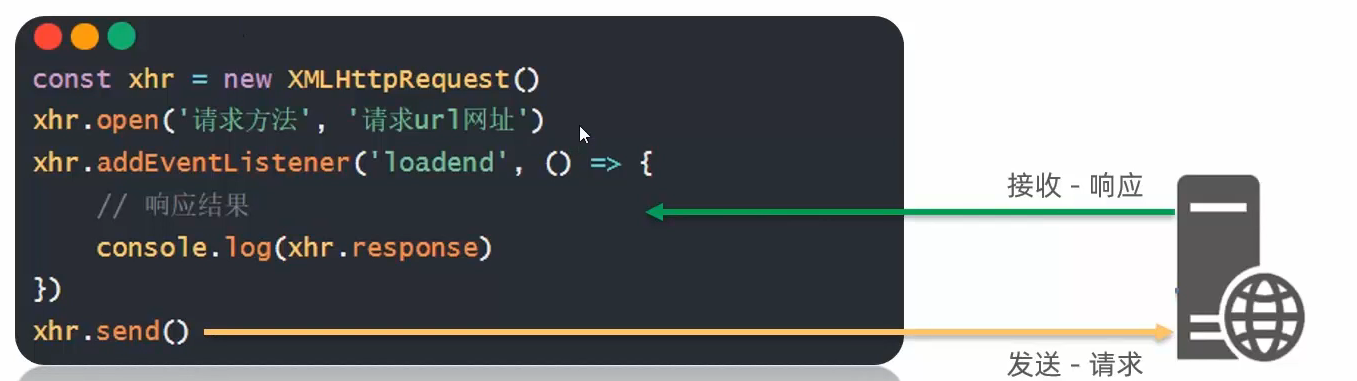 const xhr = new XMLHttpRequest()
xhr.open('请求方法', '请求url网址')
xhr.addEventListener('loadend', () => {
// 响应结果
console.log(xhr.response)
})
xhr.send()
接收 - 响应
发送 - 请求